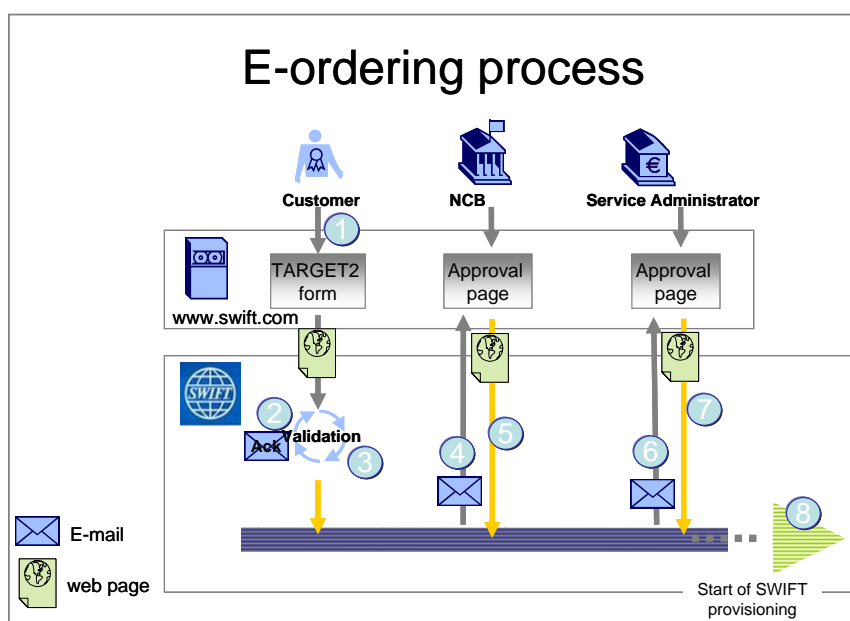 E-ordering process
Customer
NCB
Service Administrator
1
TARGET2
form
Approval
page
Approval
page
www.swift.com
€
SWIFT
2
Ack
Validation
3
4
5
6
7
8
E-mail
web page
Start of SWIFT
provisioning